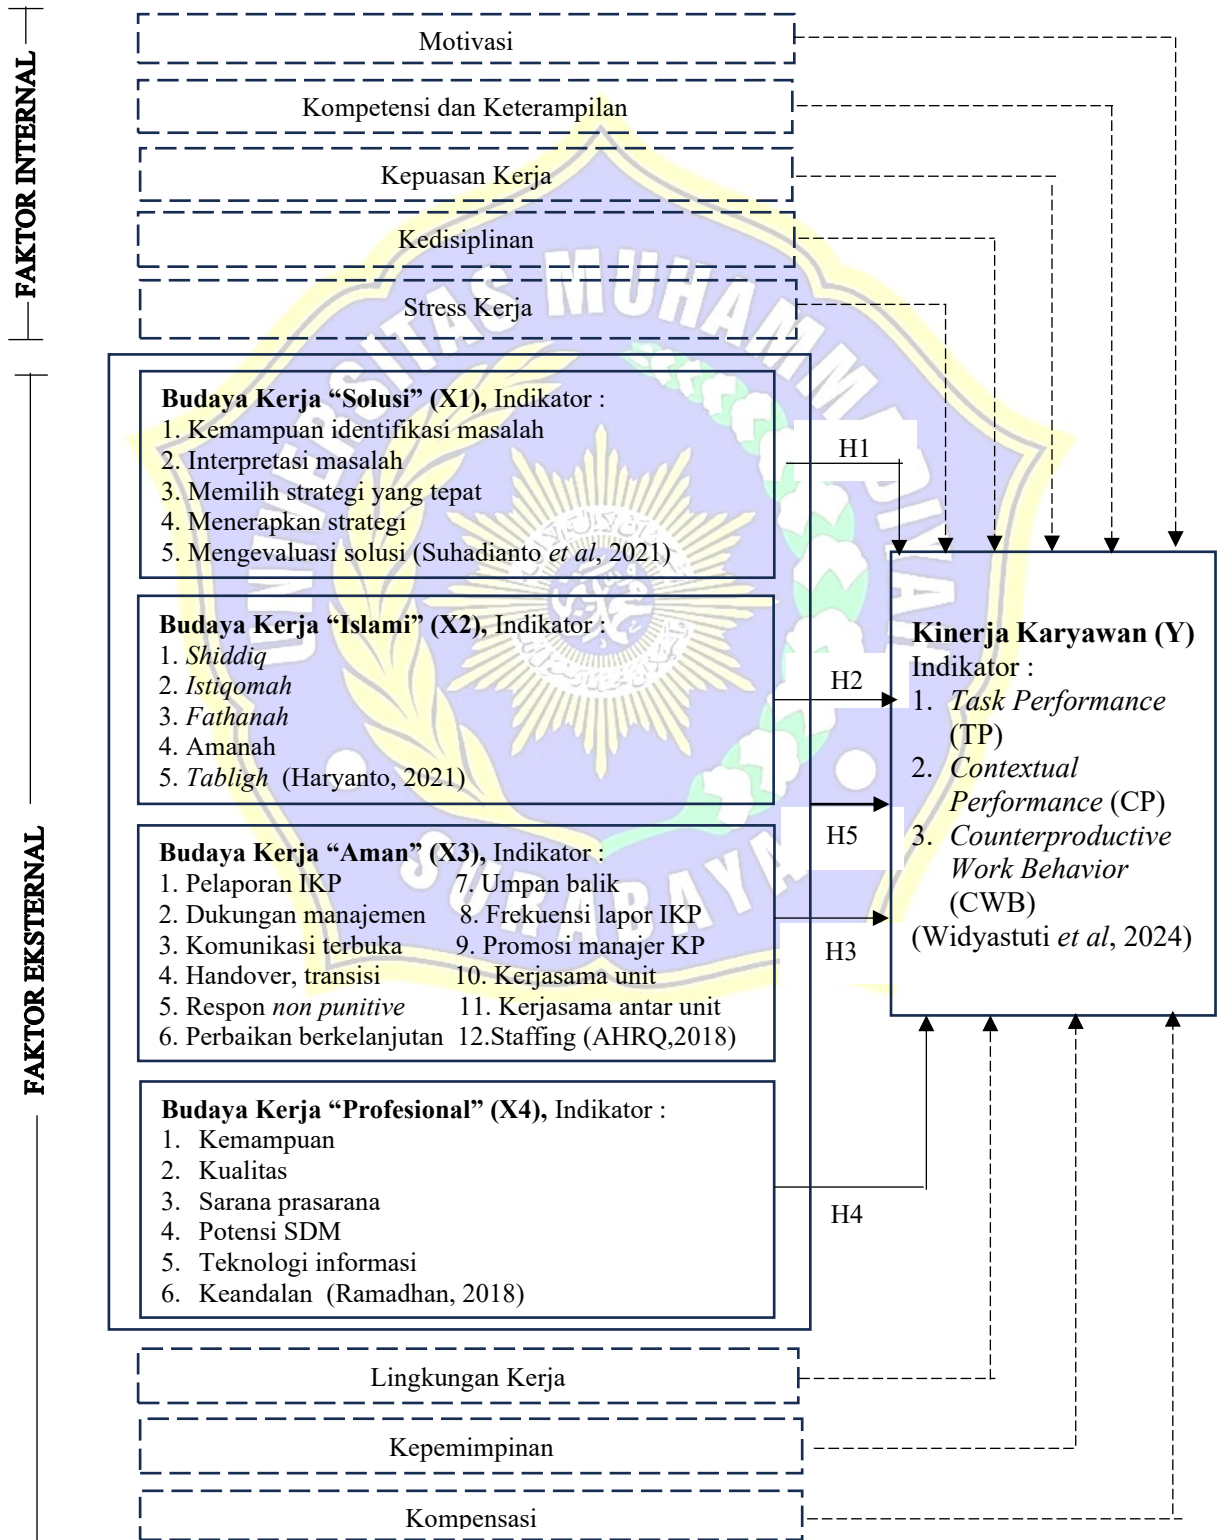 FAKTOR INTERNAL
Motivasi
Kompetensi dan Keterampilan
Kepuasan Kerja
Kedisiplinan
Stress Kerja
UNIVERSITAS MUHAMMADIYAH
SURABAYA
FAKTOR EKSTERNAL
Budaya Kerja “Solusi” (X1), Indikator :
1. Kemampuan identifikasi masalah
2. Interpretasi masalah
3. Memilih strategi yang tepat
4. Menerapkan strategi
5. Mengevaluasi solusi (Suhadianto et al, 2021)
H1
Budaya Kerja “Islami” (X2), Indikator :
1. Shiddiq
2. Istiqomah
3. Fathanah
4. Amanah
5. Tabligh (Haryanto, 2021)
H2
H5
Budaya Kerja “Aman” (X3), Indikator :
1. Pelaporan IKP 7. Umpan balik
2. Dukungan manajemen 8. Frekuensi lapor IKP
3. Komunikasi terbuka 9. Promosi manajer KP
4. Handover, transisi 10. Kerjasama unit
5. Respon non punitive 11. Kerjasama antar unit
6. Perbaikan berkelanjutan 12.Staffing (AHRQ,2018)
H3
Budaya Kerja “Profesional” (X4), Indikator :
1. Kemampuan
2. Kualitas
3. Sarana prasarana
4. Potensi SDM
5. Teknologi informasi
6. Keandalan (Ramadhan, 2018)
H4
Kinerja Karyawan (Y)
Indikator :
1. Task Performance
(TP)
2. Contextual
Performance (CP)
3. Counterproductive
Work Behavior
(CWB)
(Widyastuti et al, 2024)
Lingkungan Kerja
Kepemimpinan
Kompensasi